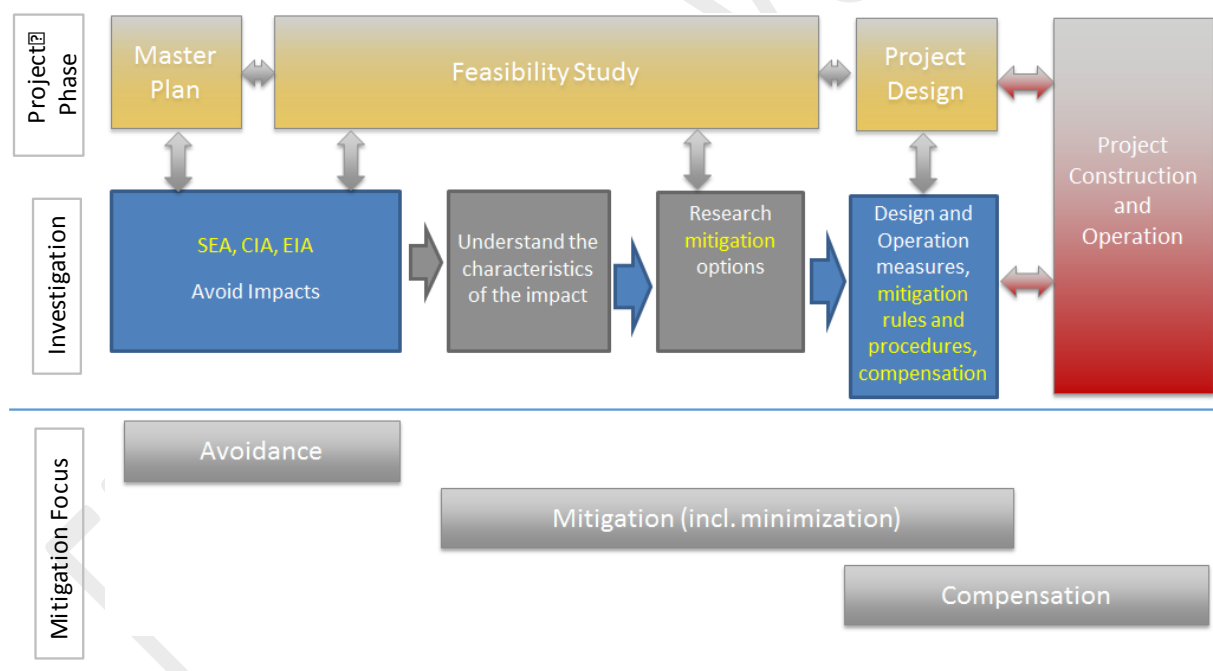 Project
Phase
Master
Plan
Feasibility Study
Project
Design
Project
Construction
and
Operation
Investigation
SEA, CIA, EIA
Avoid Impacts
Understand the
characteristics
of the impact
Research
mitigation
options
Design and
Operation
measures,
mitigation
rules and
procedures,
compensation
Mitigation Focus
Avoidance
Mitigation (incl. minimization)
Compensation